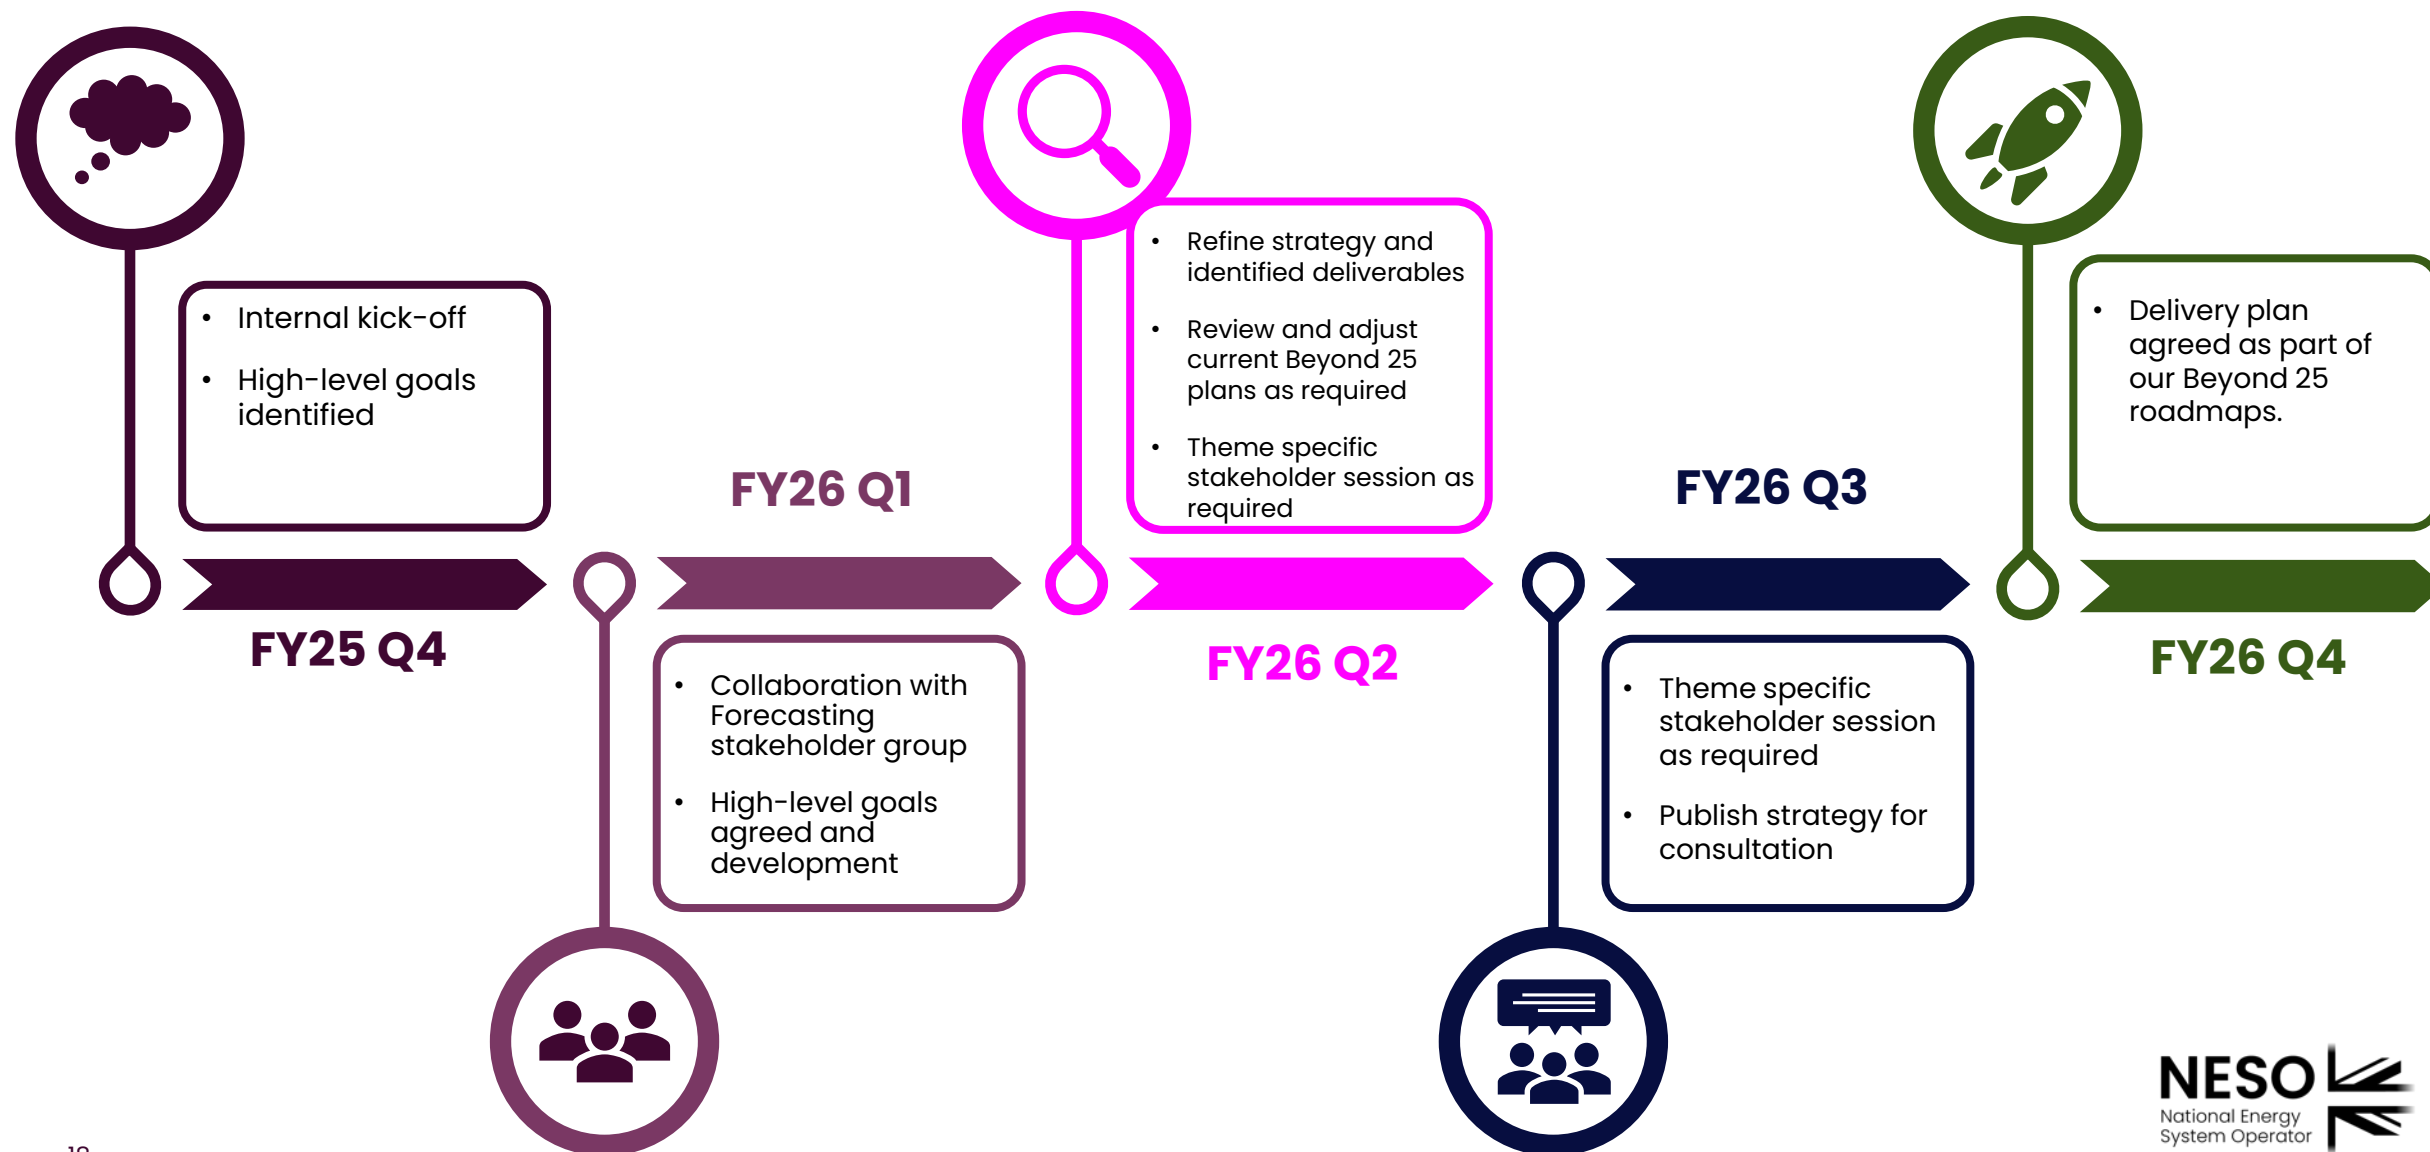 • Internal kick-off
• High-level goals
identified
FY25 Q4
FY26 Q1
• Collaboration with
Forecasting
stakeholder group
• High-level goals
agreed and
development
• Refine strategy and
identified deliverables
• Review and adjust
current Beyond 25
plans as required
• Theme specific
stakeholder session as
required
FY26 Q2
FY26 Q3
• Theme specific
stakeholder session
as required
• Publish strategy for
consultation
• Delivery plan
agreed as part of
our Beyond 25
roadmaps.
FY26 Q4
NESO
National Energy
System Operator